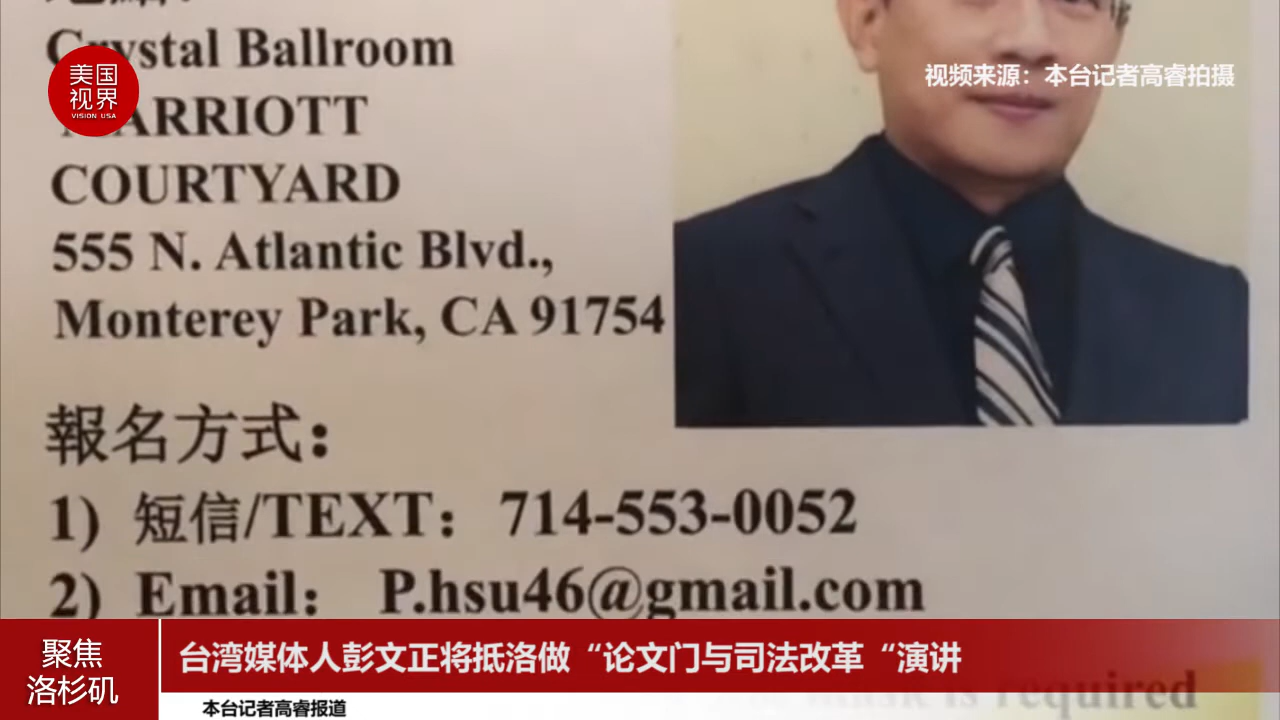 Crystal Ballroom
MARRIOTT
COURTYARD
555 N. Atlantic Blvd.,
Monterey Park, CA 91754
報名方式：
1) 短信/TEXT：714-553-0052
2) Email： P.hsu46@gmail.com
is required
美国
视界
VISION USA
视频来源：本台记者高睿拍摄
聚焦
洛杉矶
台湾媒体人彭文正将抵洛做“论文门与司法改革“演讲
本台记者高睿报道